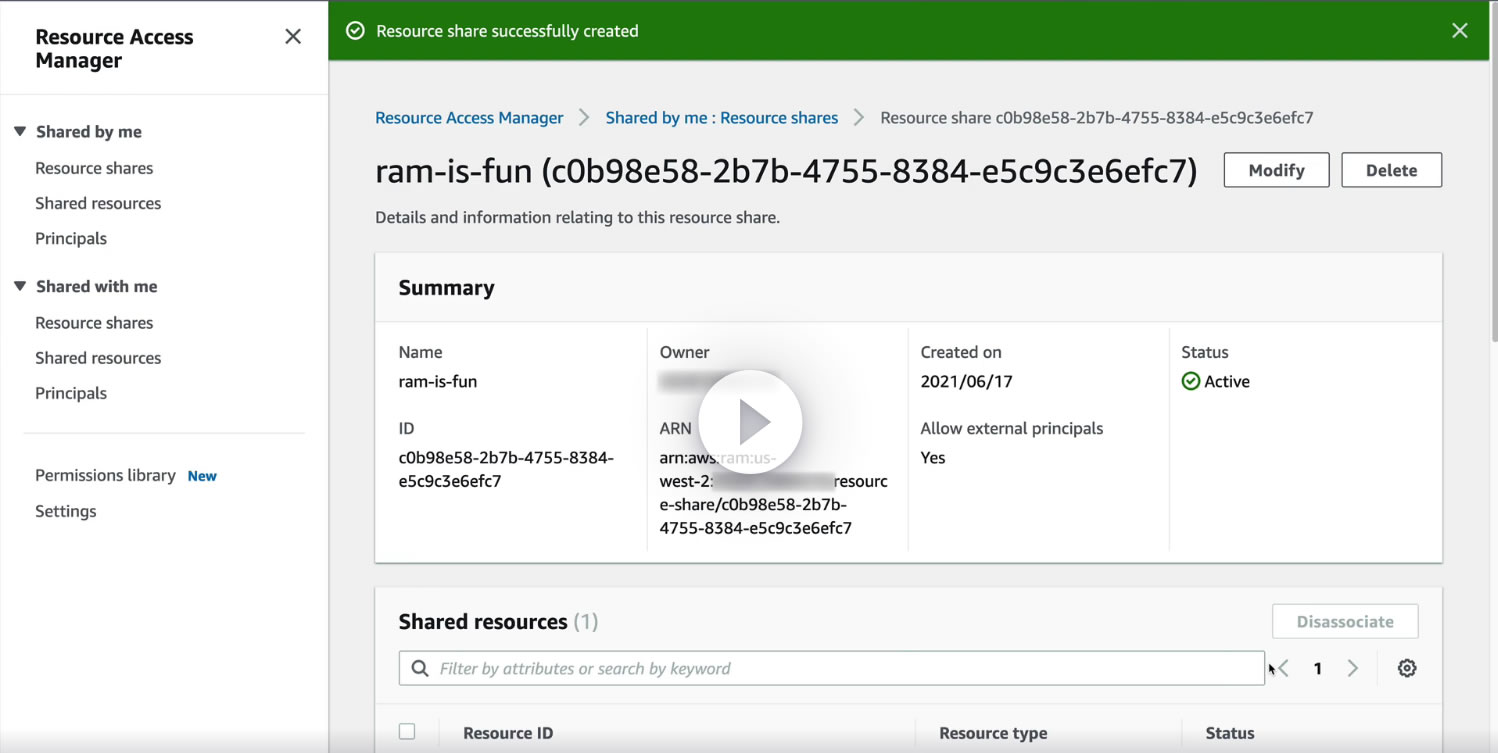 Resource Access
Manager
Shared by me
Resource shares
Shared resources
Principals
Shared with me
Resource shares
Shared resources
Principals
Permissions library New
Settings
Resource share successfully created
Resource Access Manager Shared by me : Resource shares Resource share c0b98e58-2b7b-4755-8384-e5c9c3e6efc7
ram-is-fun (c0b98e58-2b7b-4755-8384-e5c9c3e6efc7) Modify Delete
Details and information relating to this resource share.
Summary
Name
ram-is-fun
ID
c0b98e58-2b7b-4755-8384-
e5c9c3e6efc7
Owner
ARN
arn:aws:ram:us-
west-2: resourc
e-share/c0b98e58-2b7b-
4755-8384-e5c9c3e6efc7
Created on
2021/06/17
Allow external principals
Yes
Status
Active
Shared resources (1) Disassociate
Filter by attributes or search by keyword 1
Resource ID Resource type Status